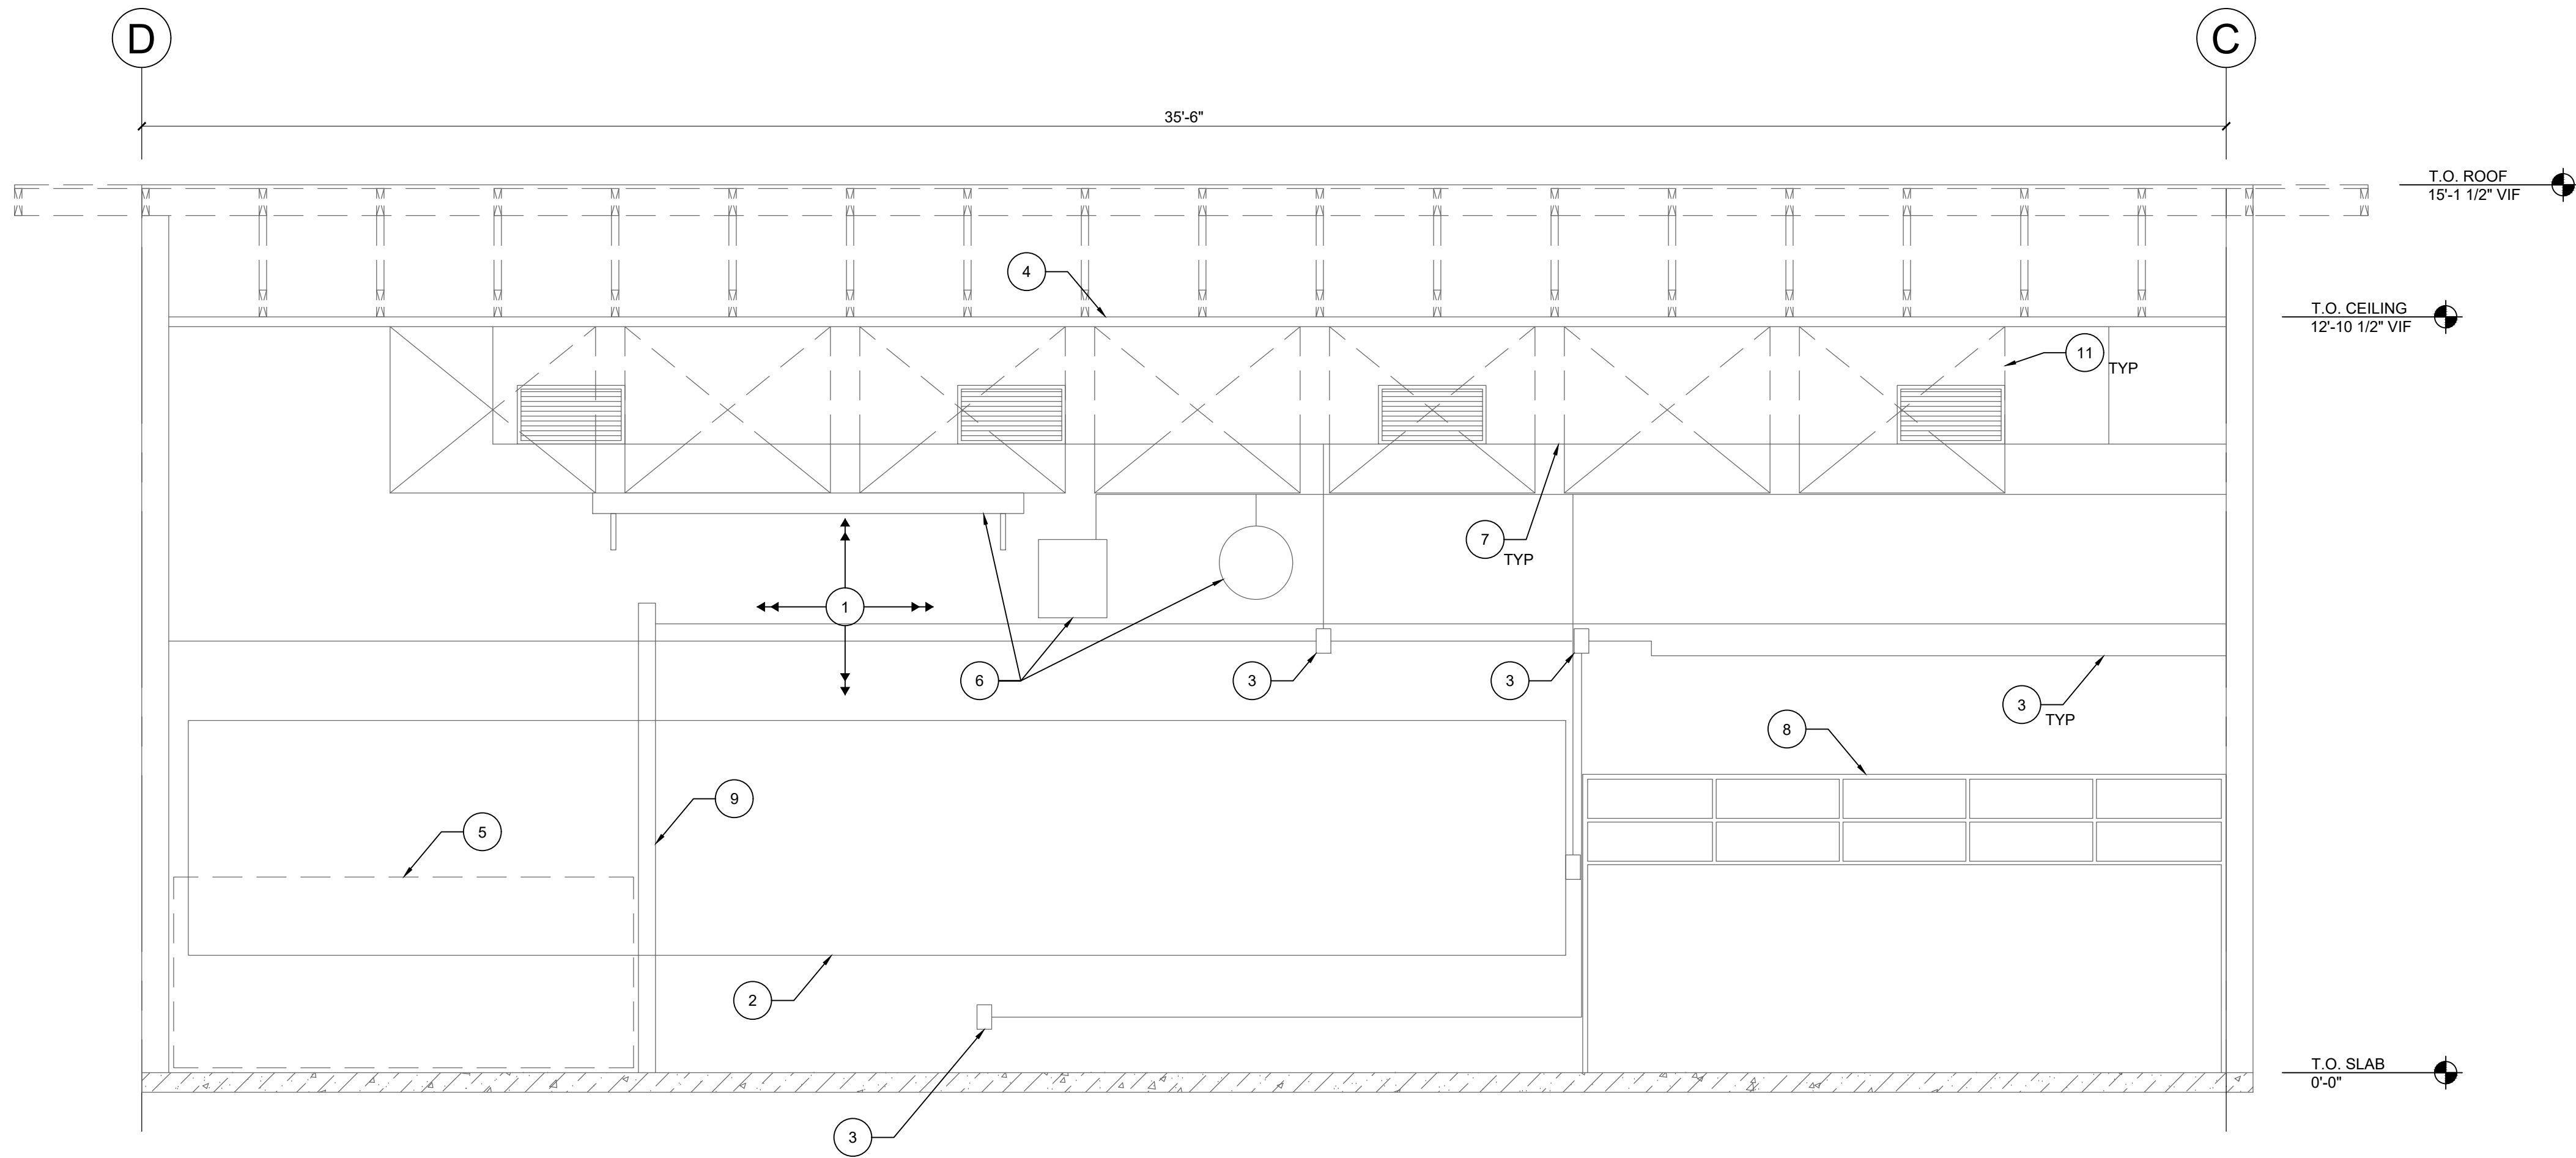 D
C
35'-6"
T.O. ROOF
15'-1 1/2" VIF
4
T.O. CEILING
12'-10 1/2" VIF
11
TYP
7
TYP
1
6
3
3
3
TYP
8
9
5
2
T.O. SLAB
0'-0"
3